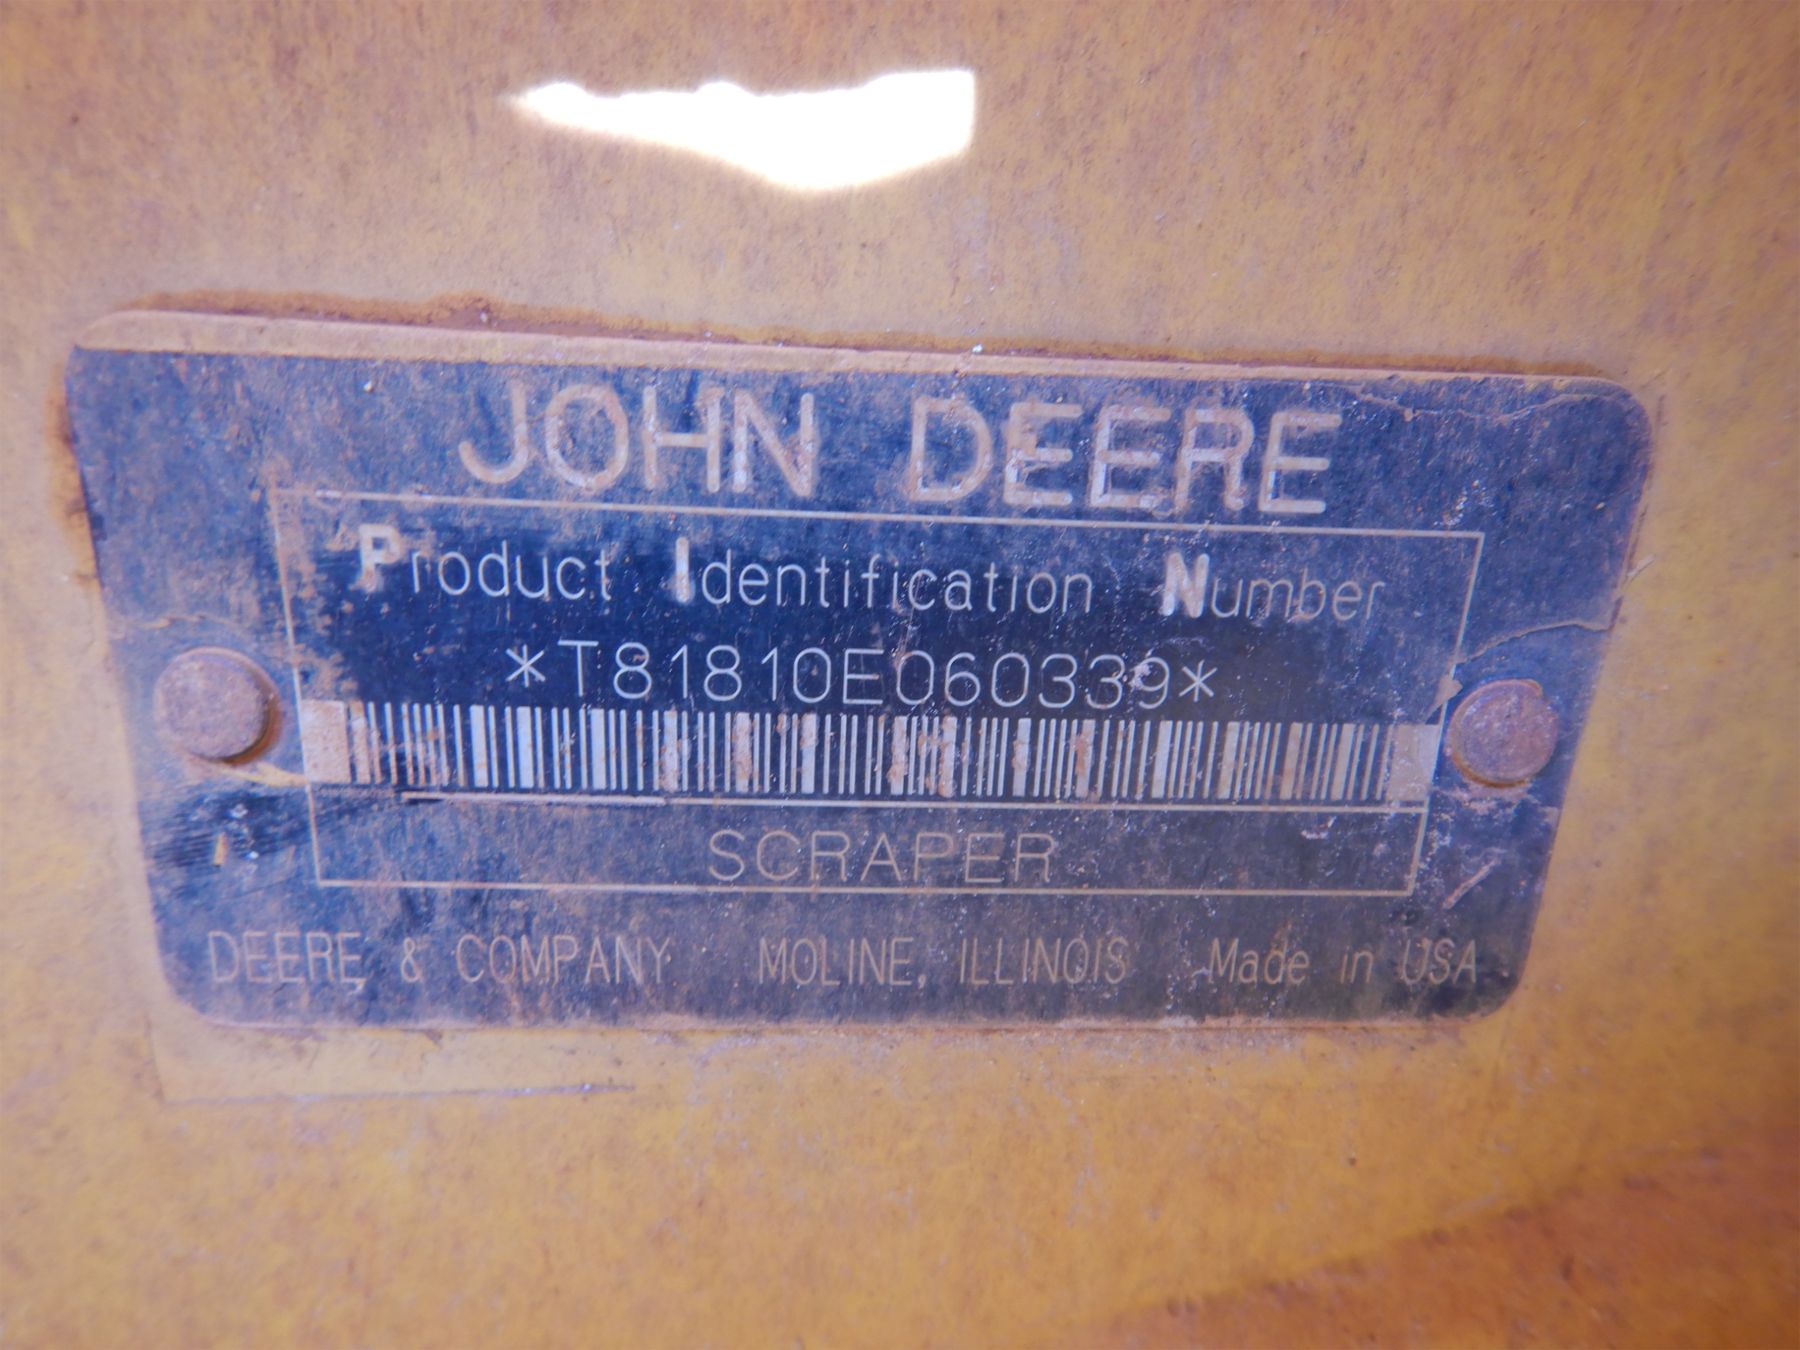 JOHN DEERE
Product Identification Number
*T81810E060339*
SCRAPER
DEERE & COMPANY MOLINE, ILLINOIS Made in USA